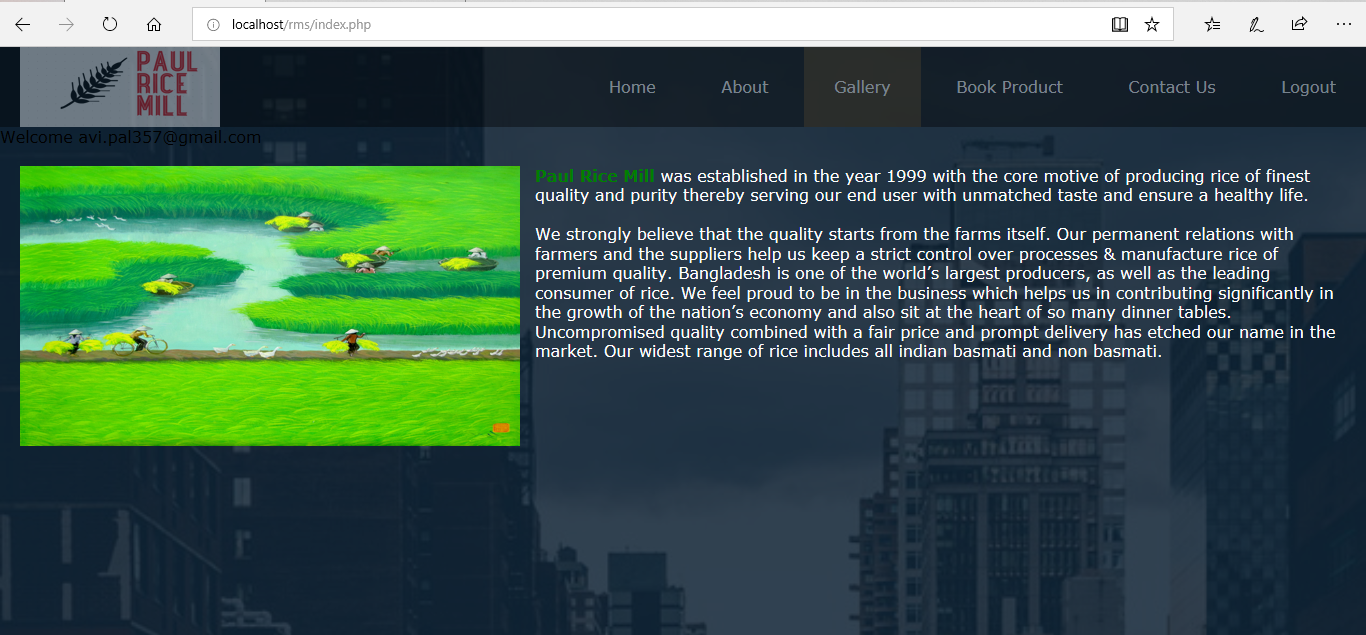 localhost/rms/index.php
PAUL
RICE
MILL
Home About Gallery Book Product Contact Us Logout
Welcome avi.pal357@gmail.com
Paul Rice Mill was established in the year 1999 with the core motive of producing rice of finest
quality and purity thereby serving our end user with unmatched taste and ensure a healthy life.
We strongly believe that the quality starts from the farms itself. Our permanent relations with
farmers and the suppliers help us keep a strict control over processes & manufacture rice of
premium quality. Bangladesh is one of the world’s largest producers, as well as the leading
consumer of rice. We feel proud to be in the business which helps us in contributing significantly in
the growth of the nation’s economy and also sit at the heart of so many dinner tables.
Uncompromised quality combined with a fair price and prompt delivery has etched our name in the
market. Our widest range of rice includes all indian basmati and non basmati.